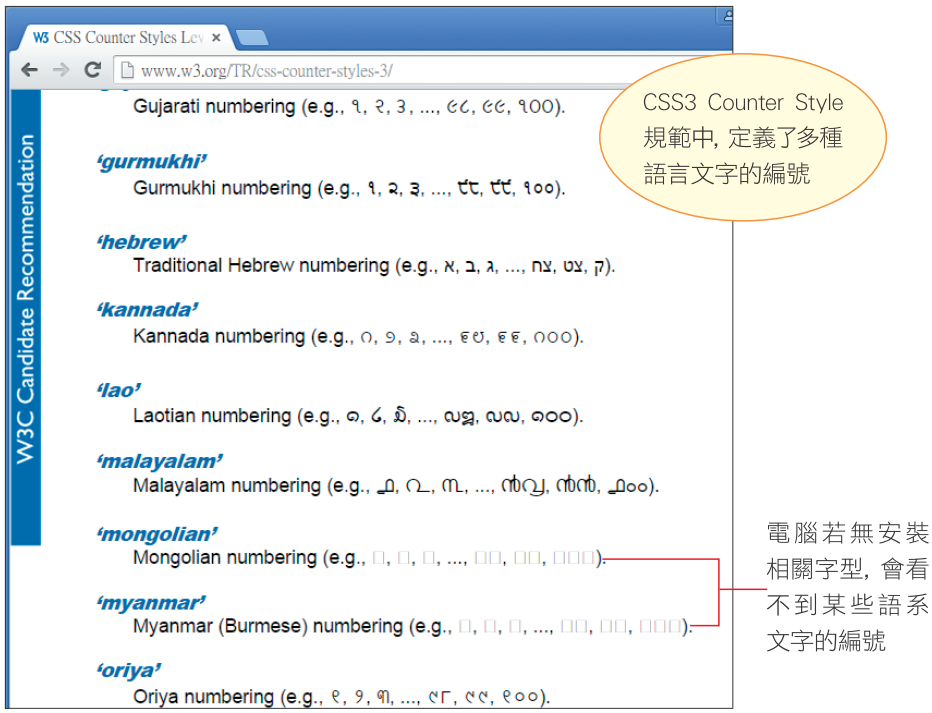 W3 CSS Counter Styles Lev ×
www.w3.org/TR/css-counter-styles-3/
W3C Candidate Recommendation
Gujarati numbering (e.g., ૧, ૨, ૩, ..., ૯૮, ૯૯, ૧૦૦).
‘gurmukhi’
Gurmukhi numbering (e.g., ੧, ੨, ੩, ..., ੯੮, ੯੯, ੧੦੦).
‘hebrew’
Traditional Hebrew numbering (e.g., א, ב, ג, ..., צח, צט, ק).
‘kannada’
Kannada numbering (e.g., ೧, ೨, ೩, ..., ೯೮, ೯೯, ೧೦೦).
‘lao’
Laotian numbering (e.g., ໑, ໒, ໓, ..., ໙໘, ໙໙, ໑໐໐).
‘malayalam’
Malayalam numbering (e.g., ൧, ൨, ൩, ..., ൯൮, ൯൯, ൧൦൦).
‘mongolian’
Mongolian numbering (e.g., □, □, □, ..., □□, □□, □□□).
‘myanmar’
Myanmar (Burmese) numbering (e.g., □, □, □, ..., □□, □□, □□□).
‘oriya’
Oriya numbering (e.g., ୧, ୨, ୩, ..., ୯୮, ୯୯, ୧୦୦).
CSS3 Counter Style
規範中, 定義了多種
語言文字的編號
電腦若無安裝
相關字型, 會看
不到某些語系
文字的編號